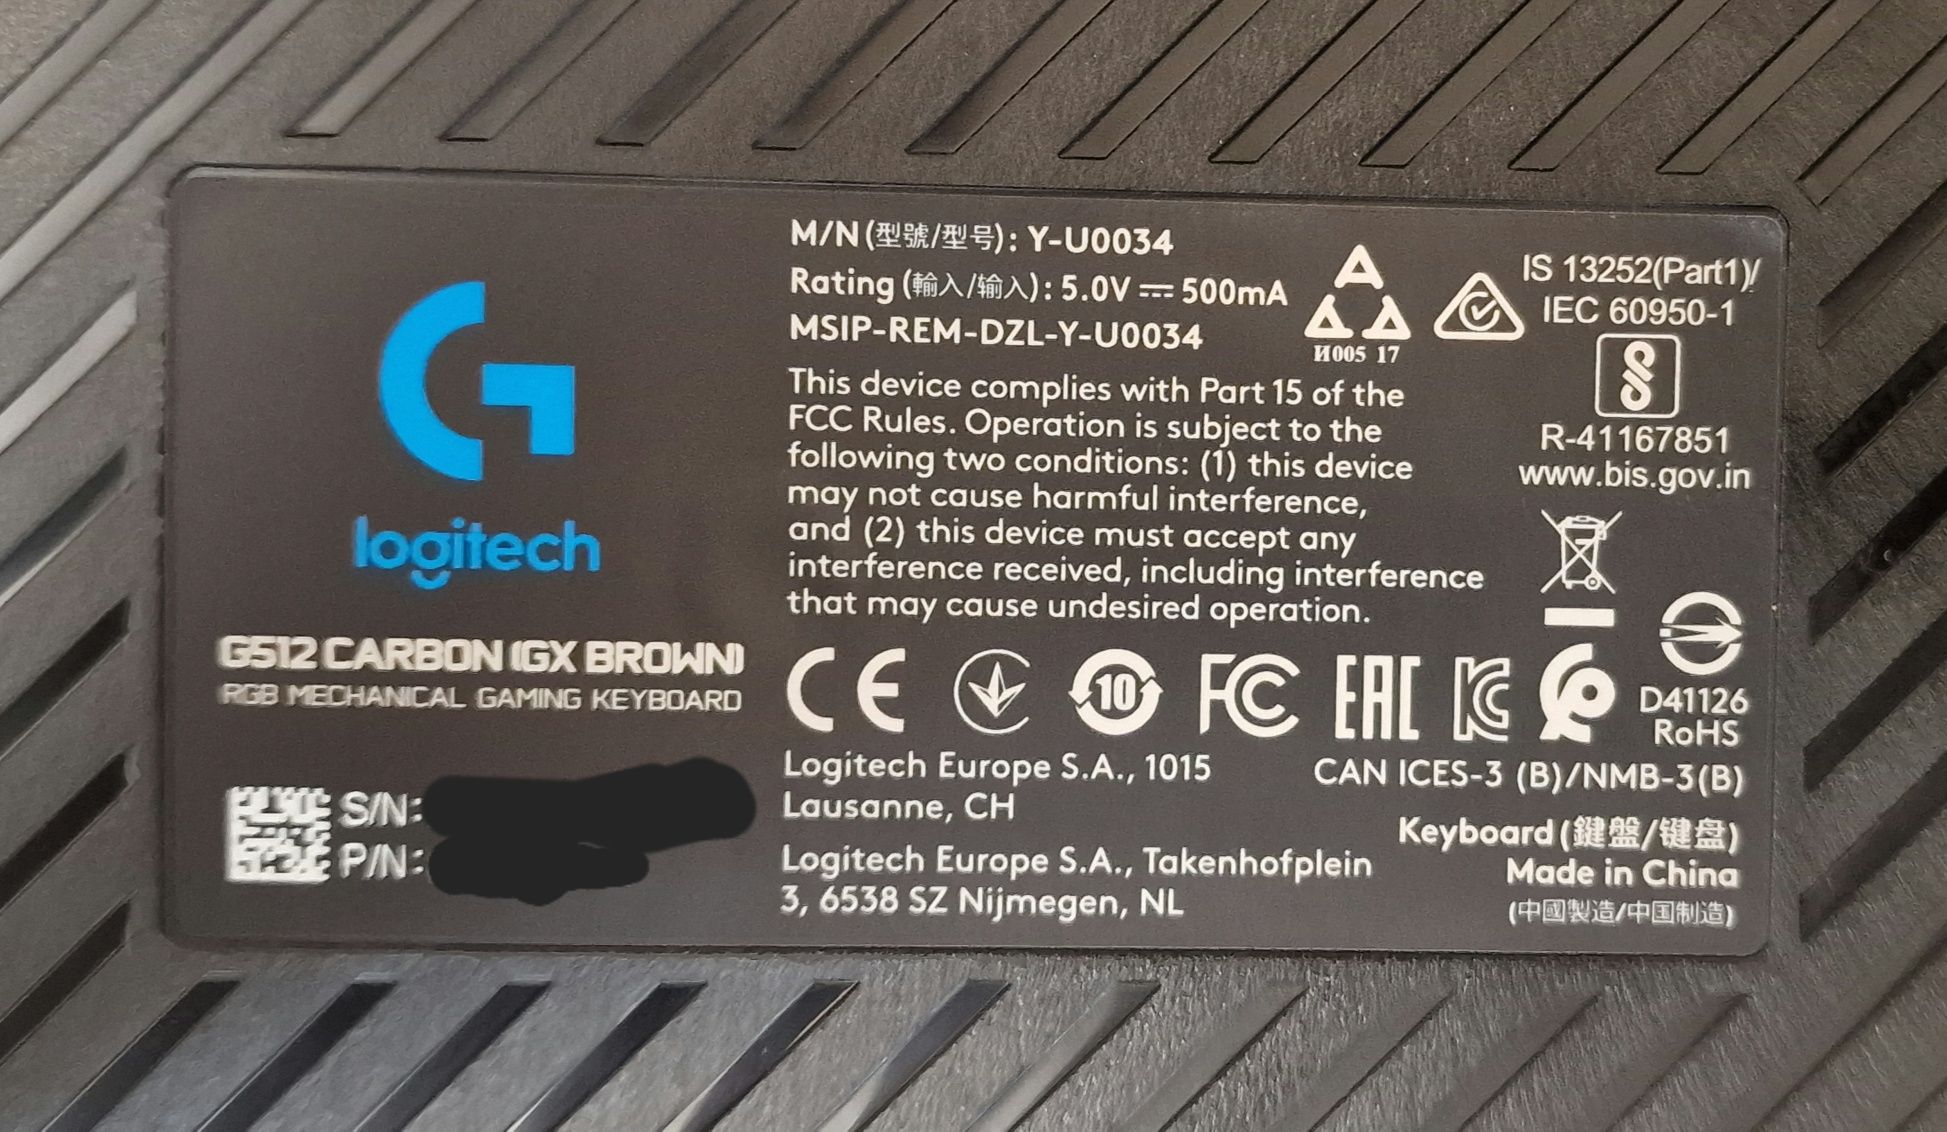 logitech
G512 CARBON (GX BROWN)
RGB MECHANICAL GAMING KEYBOARD
S/N:
P/N:
M/N (型號/型号): Y-U0034
Rating (輸入/输入): 5.0V ⎓ 500mA
MSIP-REM-DZL-Y-U0034
This device complies with Part 15 of the
FCC Rules. Operation is subject to the
following two conditions: (1) this device
may not cause harmful interference,
and (2) this device must accept any
interference received, including interference
that may cause undesired operation.
И005 17
IS 13252(Part1)/
IEC 60950-1
R-41167851
www.bis.gov.in
CE
10
FC
EAC
D41126
RoHS
Logitech Europe S.A., 1015
Lausanne, CH
Logitech Europe S.A., Takenhofplein
3, 6538 SZ Nijmegen, NL
CAN ICES-3 (B)/NMB-3(B)
Keyboard (鍵盤/键盘)
Made in China
(中國製造/中国制造)